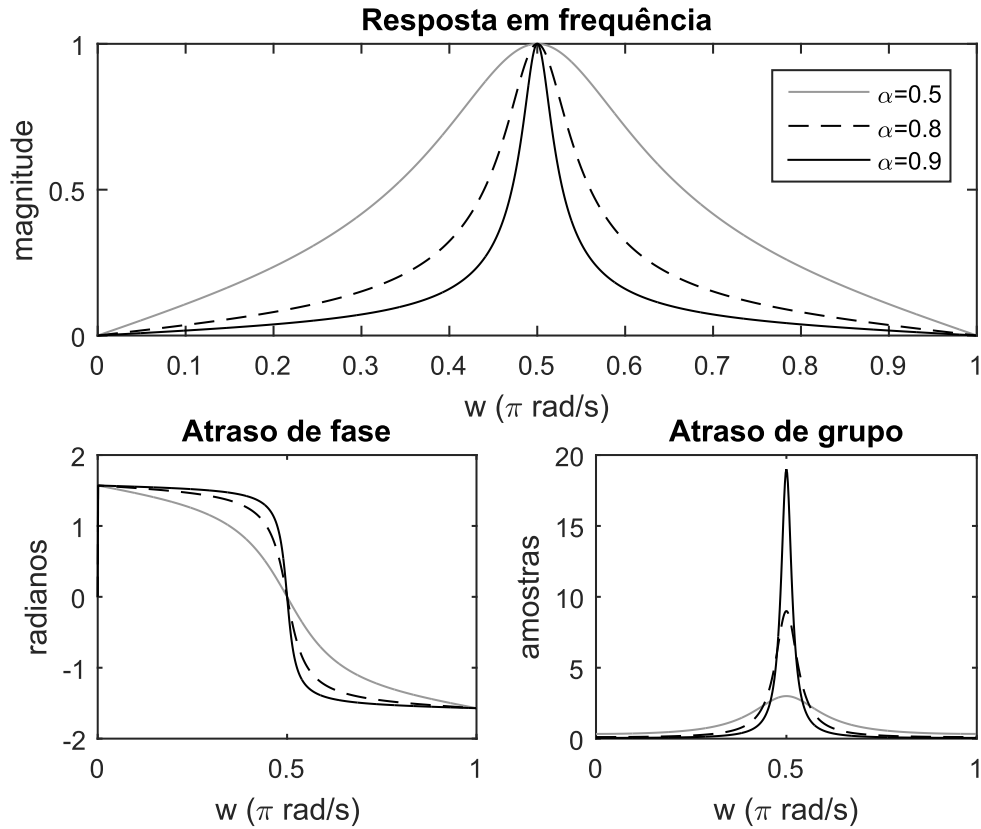 Resposta em frequência
magnitude
1
0.5
0
α=0.5
α=0.8
α=0.9
0 0.1 0.2 0.3 0.4 0.5 0.6 0.7 0.8 0.9 1
w (π rad/s)
Atraso de fase
radianos
2
1
0
-1
-2
0 0.5 1
w (π rad/s)
Atraso de grupo
amostras
20
15
10
5
0
0 0.5 1
w (π rad/s)